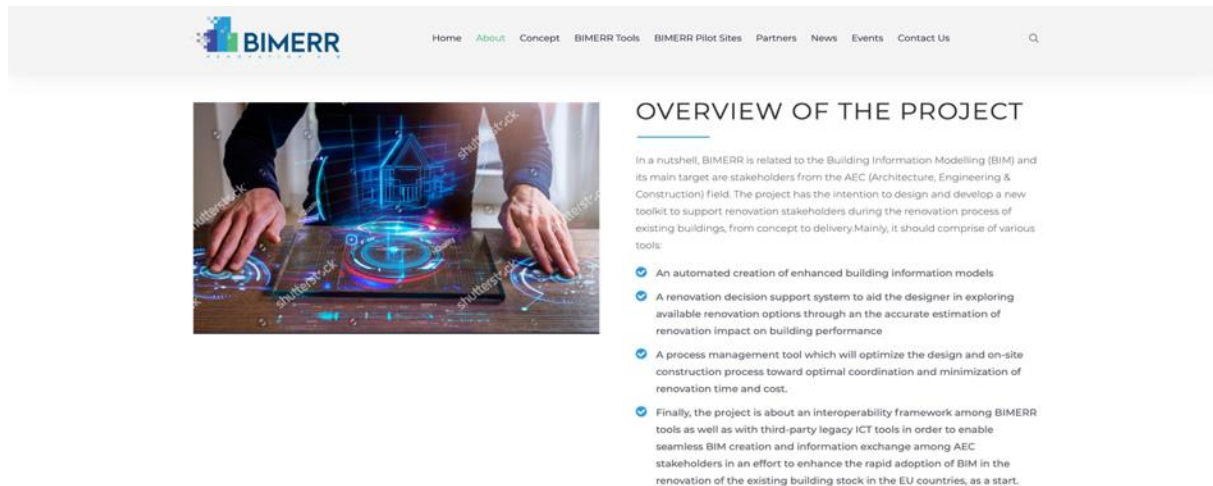 BIMERR
RENOVATION 4.0
Home About Concept BIMERR Tools BIMERR Pilot Sites Partners News Events Contact Us
shutterstock
shutterstock
shutterstock
shutterstock
OVERVIEW OF THE PROJECT
In a nutshell, BIMERR is related to the Building Information Modelling (BIM) and
its main target are stakeholders from the AEC (Architecture, Engineering &
Construction) field. The project has the intention to design and develop a new
toolkit to support renovation stakeholders during the renovation process of
existing buildings, from concept to delivery.Mainly, it should comprise of various
tools:
An automated creation of enhanced building information models
A renovation decision support system to aid the designer in exploring
available renovation options through an the accurate estimation of
renovation impact on building performance
A process management tool which will optimize the design and on-site
construction process toward optimal coordination and minimization of
renovation time and cost.
Finally, the project is about an interoperability framework among BIMERR
tools as well as with third-party legacy ICT tools in order to enable
seamless BIM creation and information exchange among AEC
stakeholders in an effort to enhance the rapid adoption of BIM in the
renovation of the existing building stock in the EU countries, as a start.